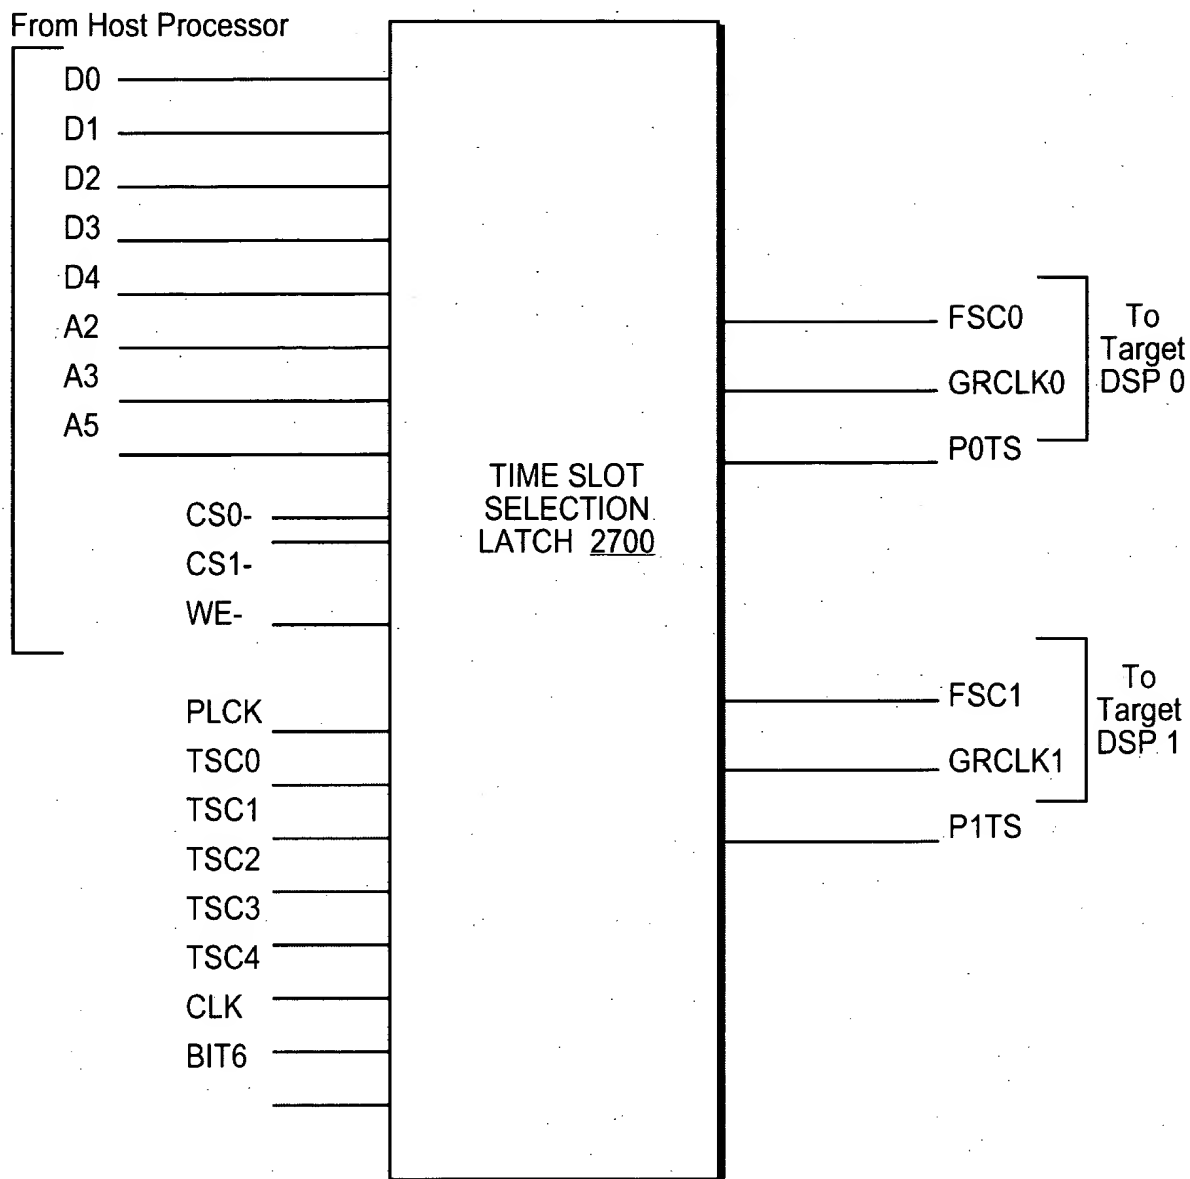 From Host Processor
D0
D1
D2
D3
D4
A2
A3
A5
CS0-
CS1-
WE-
PLCK
TSC0
TSC1
TSC2
TSC3
TSC4
CLK
BIT6
TIME SLOT
SELECTION
LATCH 2700
FSC0
GRCLK0
P0TS
To
Target
DSP 0
FSC1
GRCLK1
P1TS
To
Target
DSP 1